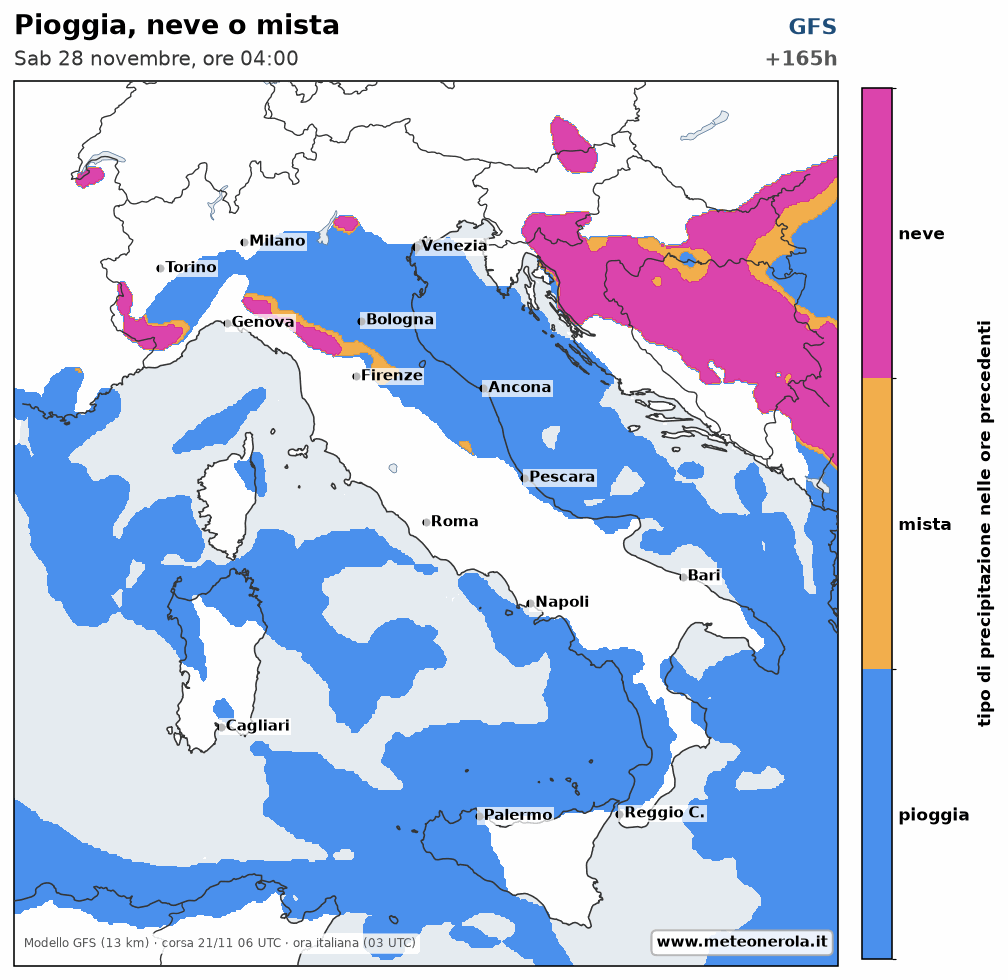 Pioggia, neve o mista
GFS
Sab 28 novembre, ore 04:00
+165h
neve
mista
pioggia
tipo di precipitazione nelle ore precedenti
Milano
Venezia
Torino
Genova
Bologna
Firenze
Ancona
Pescara
Roma
Bari
Napoli
Cagliari
Palermo
Reggio C.
Modello GFS (13 km) · corsa 21/11 06 UTC · ora italiana (03 UTC)
www.meteonerola.it